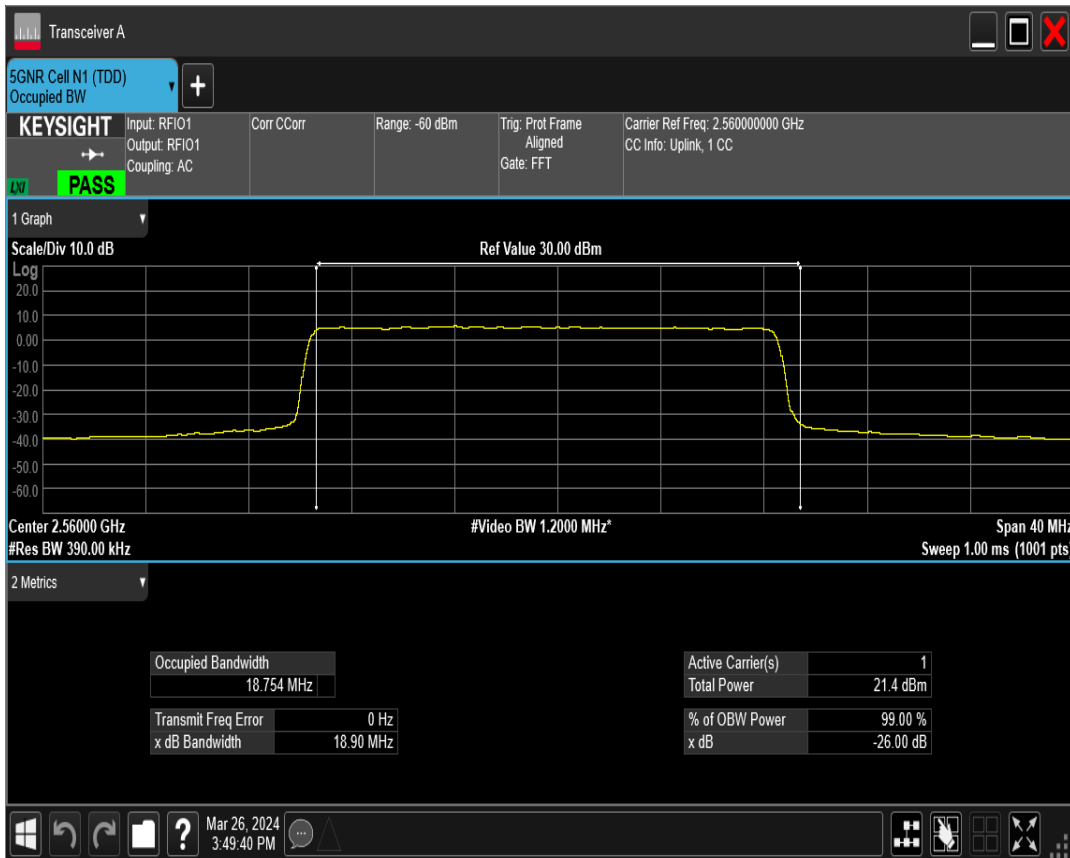 Transceiver A
5GNR Cell N1 (TDD)
Occupied BW
+
KEYSIGHT
LXI
PASS
Input: RFIO1
Output: RFIO1
Coupling: AC
Corr CCorr
Range: -60 dBm
Trig: Prot Frame
Aligned
Gate: FFT
Carrier Ref Freq: 2.560000000 GHz
CC Info: Uplink, 1 CC
1 Graph
Scale/Div 10.0 dB
Ref Value 30.00 dBm
Log
20.0
10.0
0.00
-10.0
-20.0
-30.0
-40.0
-50.0
-60.0
Center 2.56000 GHz
#Video BW 1.2000 MHz*
Span 40 MHz
#Res BW 390.00 kHz
Sweep 1.00 ms (1001 pts)
2 Metrics
Occupied Bandwidth
18.754 MHz
Transmit Freq Error 0 Hz
x dB Bandwidth 18.90 MHz
Active Carrier(s) 1
Total Power 21.4 dBm
% of OBW Power 99.00 %
x dB -26.00 dB
?
Mar 26, 2024
3:49:40 PM